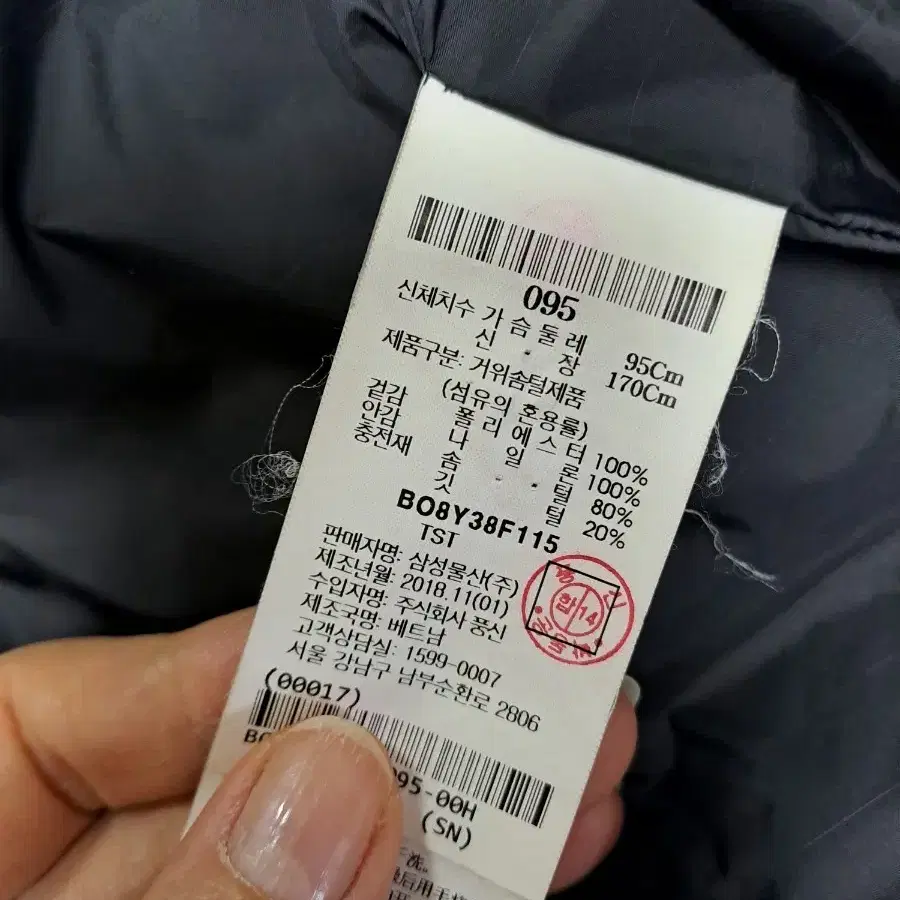 095
신체치수 가슴둘레 95Cm
신 장 170Cm
제품구분: 거위솜털제품
(섬유의 혼용률)
겉감 폴리에스터 100%
안감 나일론 100%
충전재 솜털 80%
깃털 20%
BO8Y38F115
TST
판매자명: 삼성물산(주)
제조년월: 2018.11(01)
수입자명: 주식회사 풍신
제조국명: 베트남
고객상담실: 1599-0007
서울 강남구 남부순환로 2806
합 14
(00017)
95-00H
(SN)